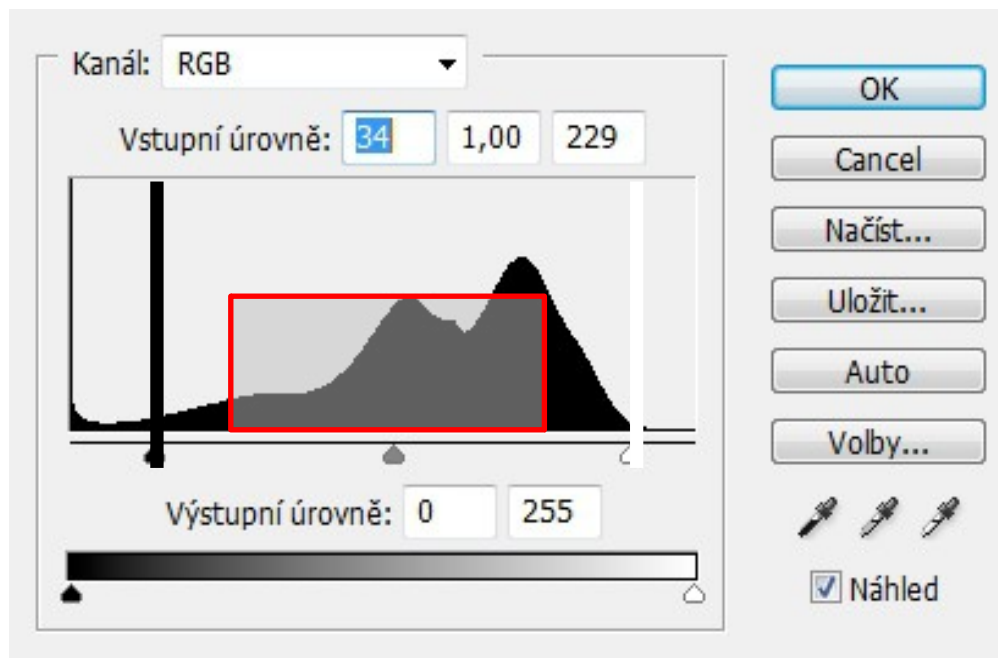 Kanál: RGB
Vstupní úrovně: 34 1,00 229
Výstupní úrovně: 0 255
OK
Cancel
Načíst...
Uložit...
Auto
Volby...
Náhled